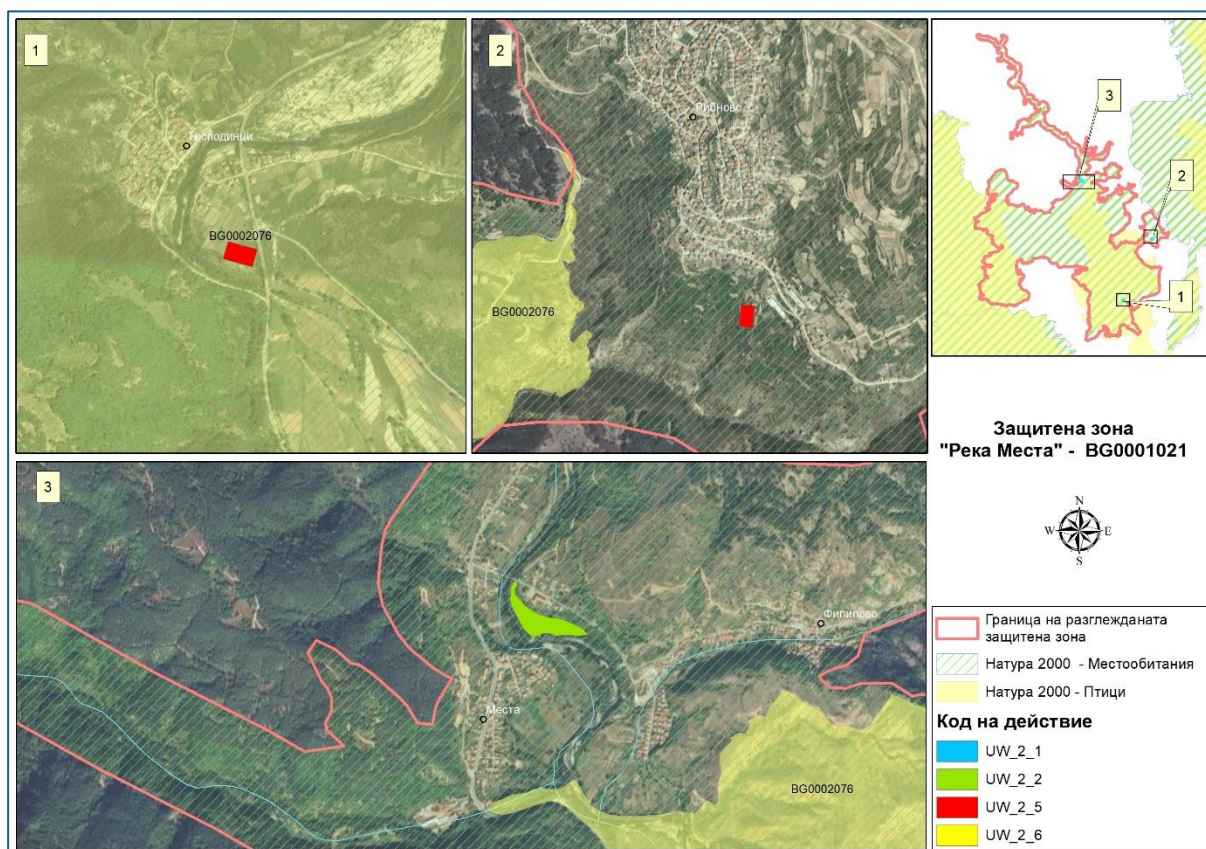 1
Господинци
BG0002076
2
Рибново
BG0002076
3
2
1
3
Филипово
Места
BG0002076
Защитена зона
"Река Места" - BG0001021
N
W
E
S
Граница на разглежданата
защитена зона
Натура 2000 - Местообитания
Натура 2000 - Птици
Код на действие
UW_2_1
UW_2_2
UW_2_5
UW_2_6